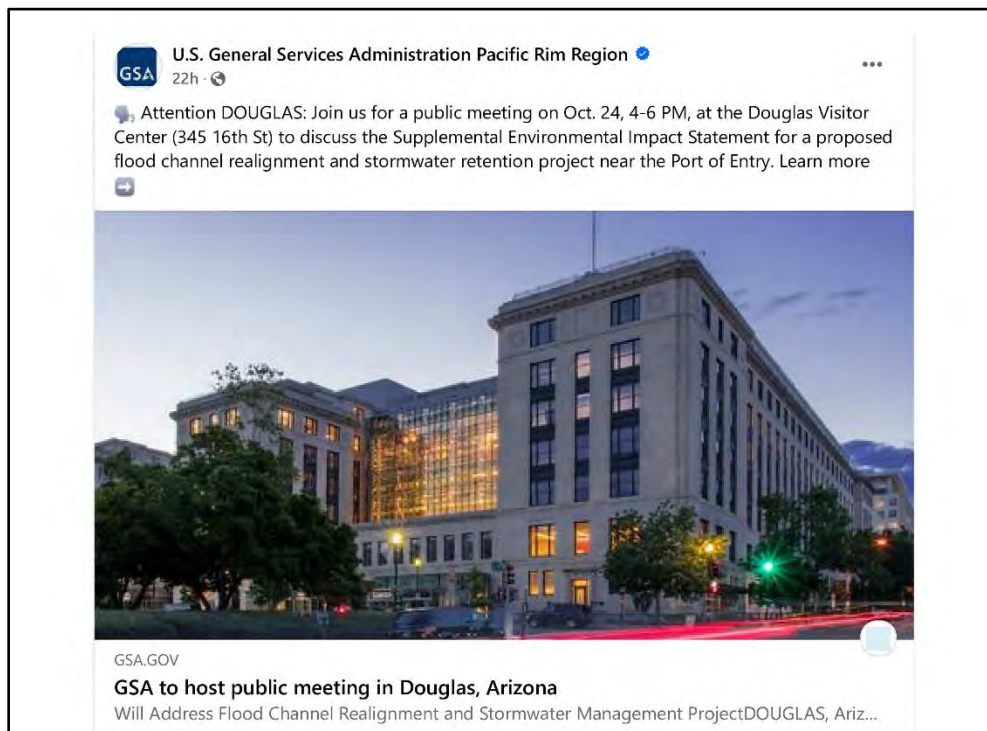 GSA
U.S. General Services Administration Pacific Rim Region
22h
Attention DOUGLAS: Join us for a public meeting on Oct. 24, 4-6 PM, at the Douglas Visitor
Center (345 16th St) to discuss the Supplemental Environmental Impact Statement for a proposed
flood channel realignment and stormwater retention project near the Port of Entry. Learn more
GSA.GOV
GSA to host public meeting in Douglas, Arizona
Will Address Flood Channel Realignment and Stormwater Management ProjectDOUGLAS, Ariz...